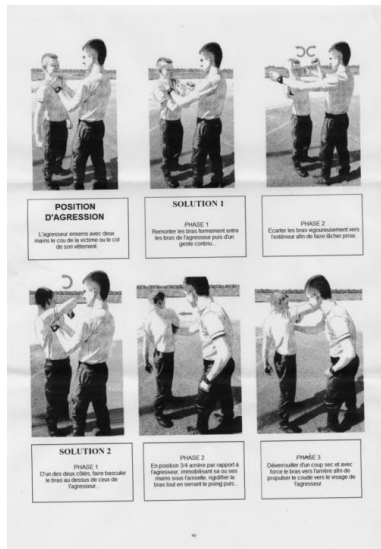 POSITION
D'AGRESSION
L'agresseur enserre avec deux
mains le cou de la victime ou le col
de son vêtement
SOLUTION 1
PHASE 1
Remonter les bras fermement entre
les bras de l'agresseur puis d'un
geste continu...
PHASE 2
Ecarter les bras vigoureusement vers
l'extérieur afin de faire lâcher prise
SOLUTION 2
PHASE 1
D'un des deux côtés, faire basculer
le bras au dessus de ceux de
l'agresseur...
PHASE 2
En position 3/4 arrière par rapport à
l'agresseur, immobilisant sa ou ses
mains sous l'aisselle, rigidifier la
bras tout en serrant le poing puis...
PHASE 3
Déverrouiller d'un coup sec et avec
force le bras vers l'arrière afin de
propulser le coude vers le visage de
l'agresseur